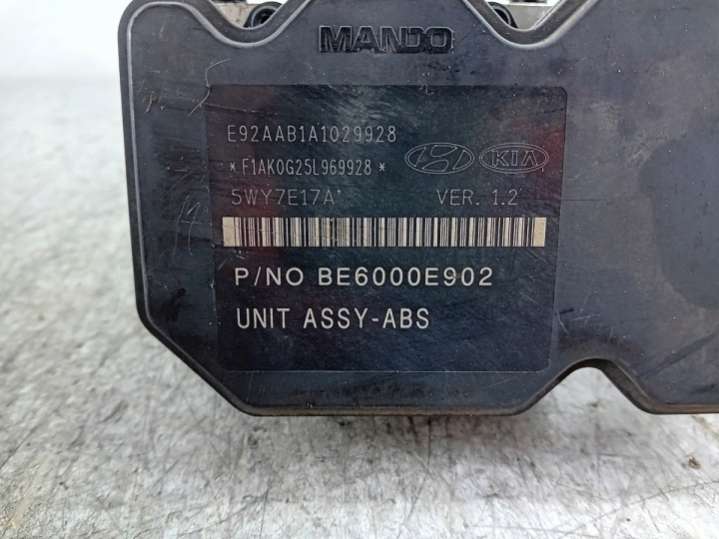 MANDO
E92AAB1A1029928
*F1AK0G25L969928*
KIA
5WY7E17A
VER. 1.2
P/NO BE6000E902
UNIT ASSY-ABS